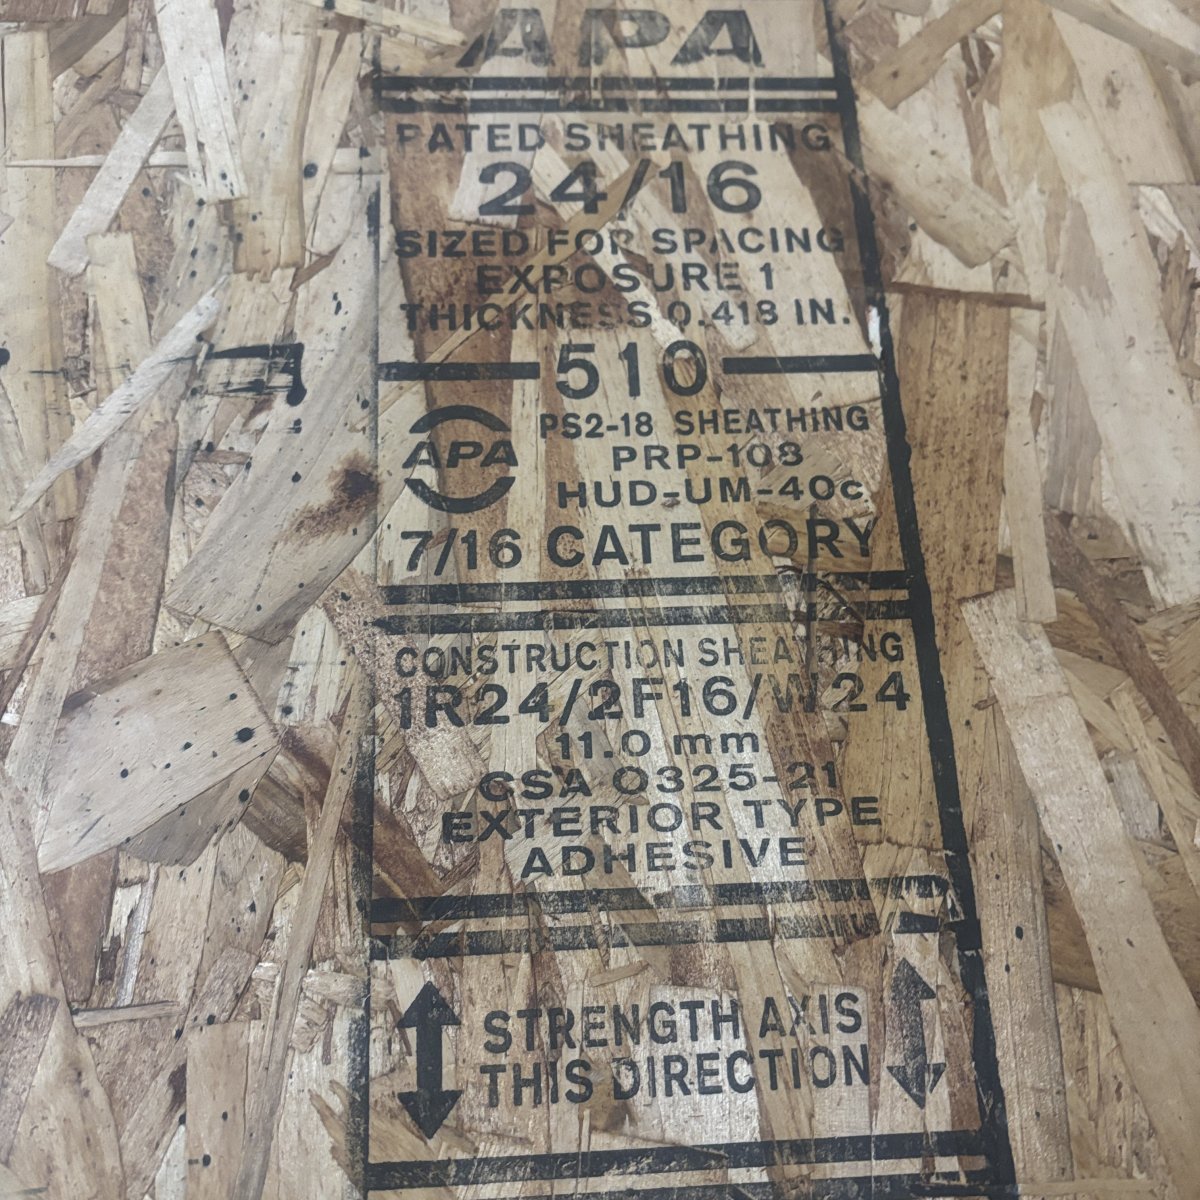 APA
RATED SHEATHING
24/16
SIZED FOR SPACING
EXPOSURE 1
THICKNESS 0.418 IN.
510
APA
PS2-18 SHEATHING
PRP-108
HUD-UM-40c
7/16 CATEGORY
CONSTRUCTION SHEATHING
1R24/2F16/W24
11.0 mm
CSA O325-21
EXTERIOR TYPE
ADHESIVE
STRENGTH AXIS
THIS DIRECTION